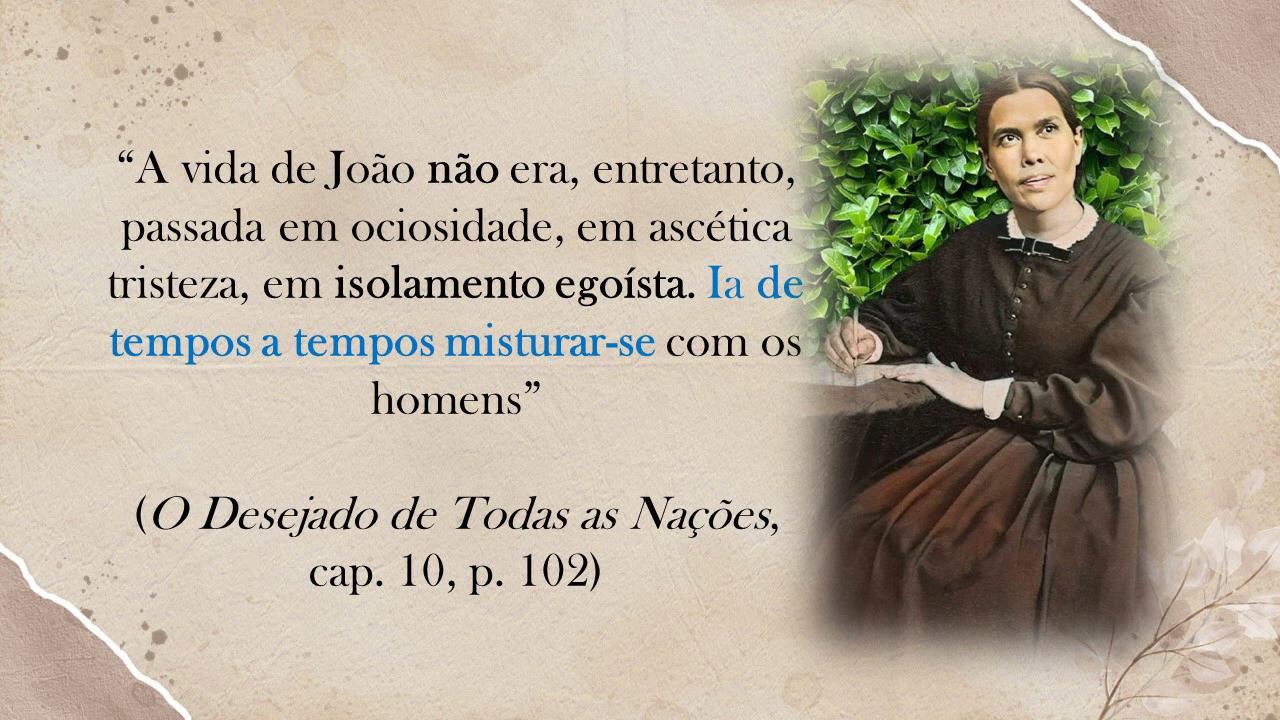 “A vida de João não era, entretanto,
passada em ociosidade, em ascética
tristeza, em isolamento egoísta. Ia de
tempos a tempos misturar-se com os
homens”
(O Desejado de Todas as Nações,
cap. 10, p. 102)